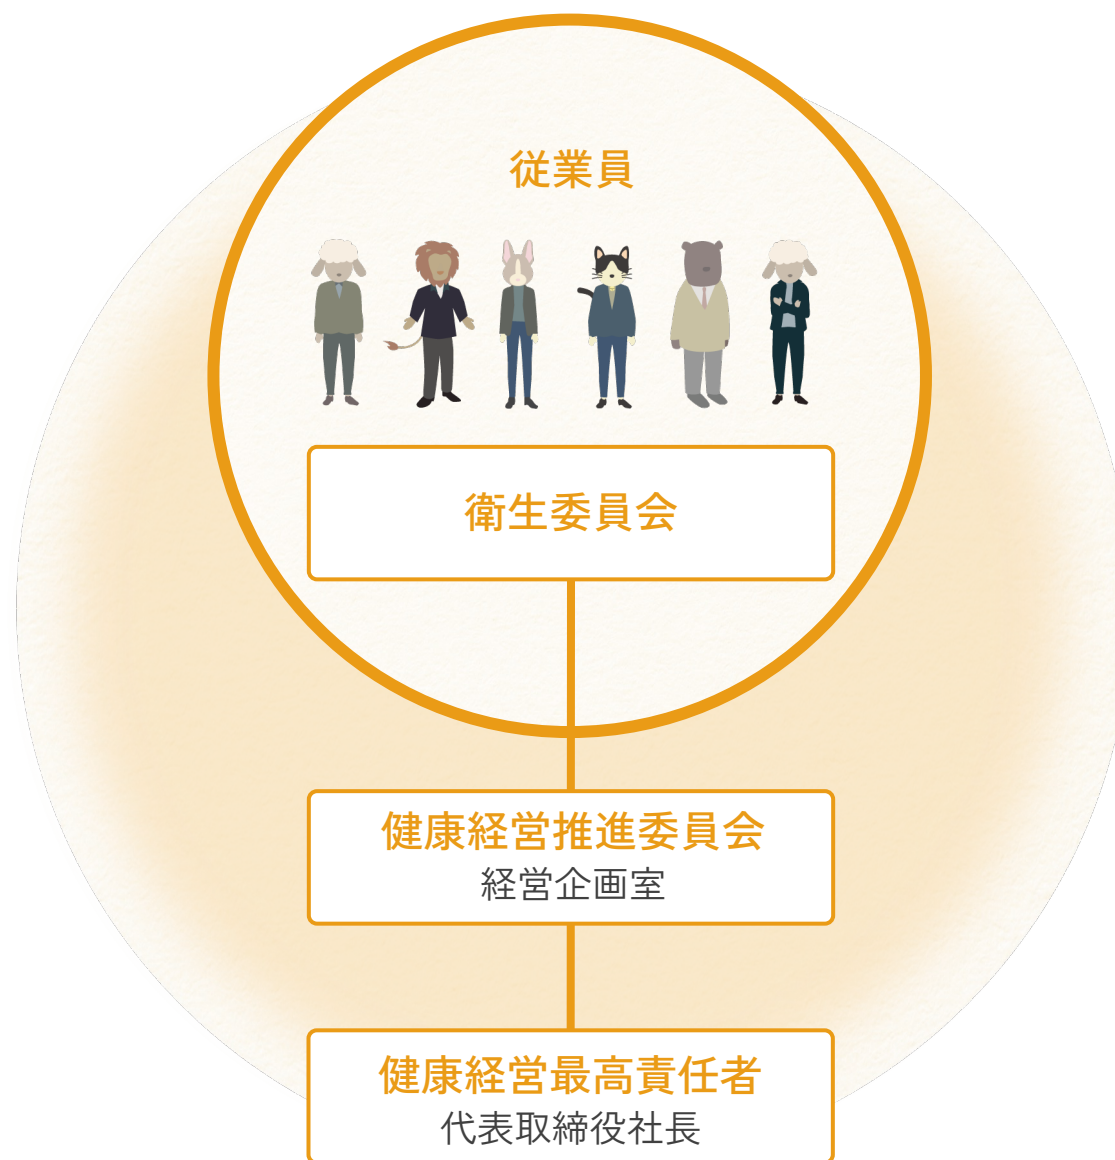 従業員
衛生委員会
健康経営推進委員会
経営企画室
健康経営最高責任者
代表取締役社長